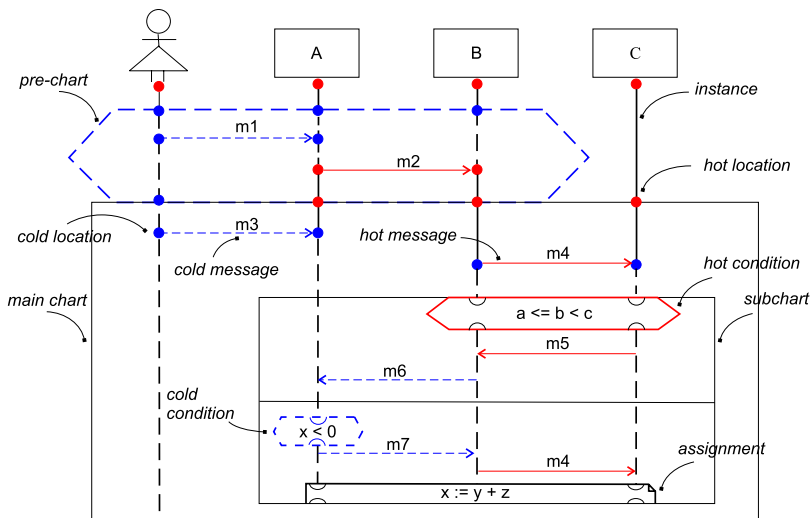 A
B
C
pre-chart
instance
m1
m2
hot location
cold location
m3
cold message
hot message
m4
hot condition
main chart
subchart
a <= b < c
m5
m6
cold
condition
x < 0
m7
m4
assignment
x := y + z